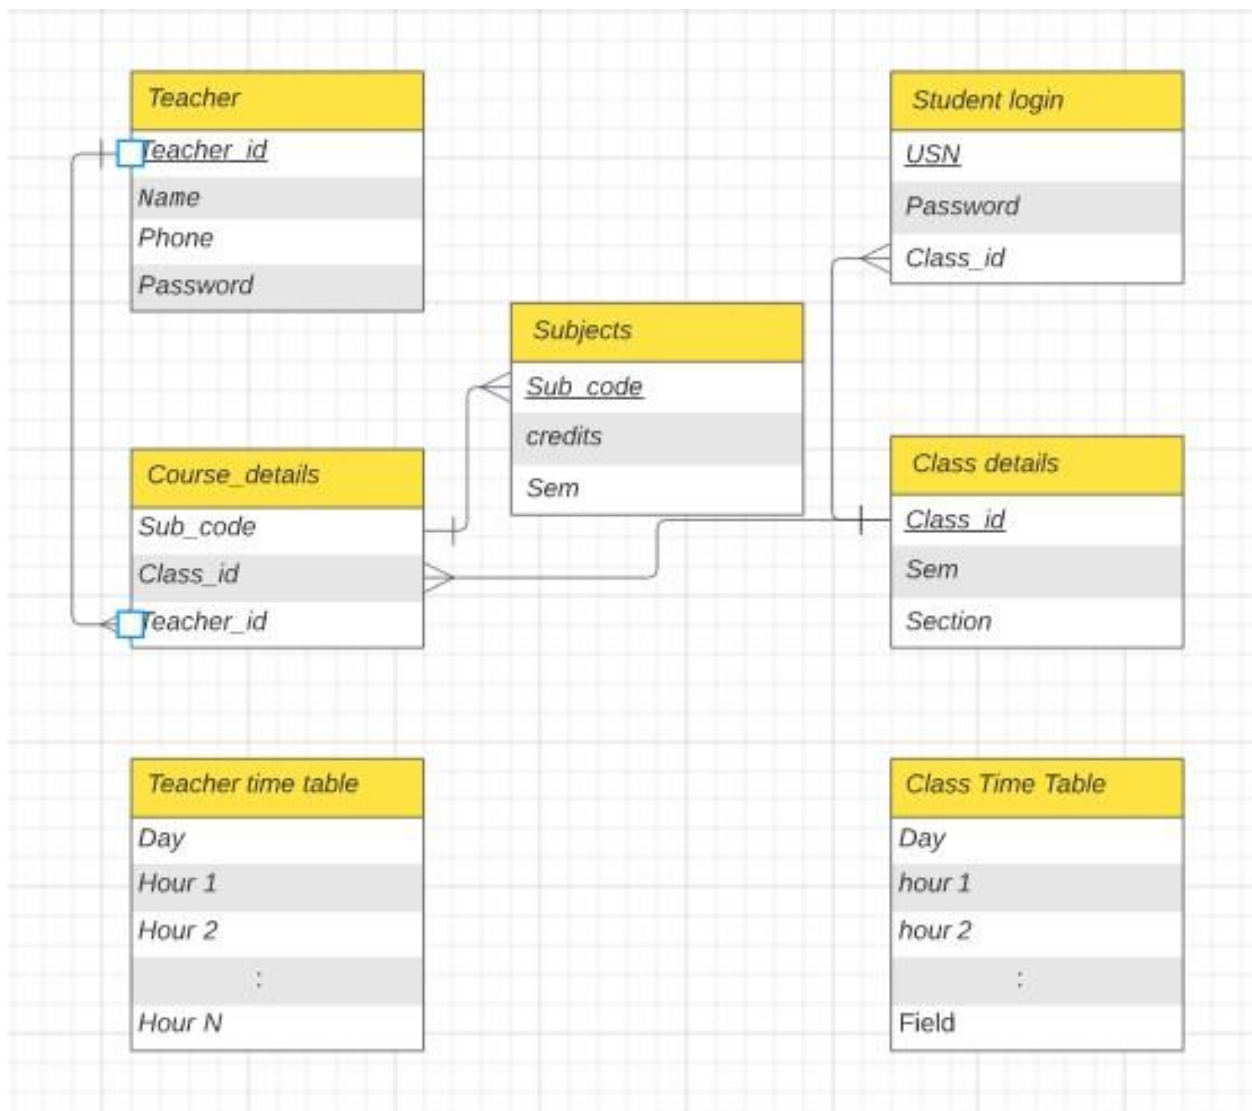 Teacher
Teacher_id
Name
Phone
Password
Student login
USN
Password
Class_id
Subjects
Sub_code
credits
Sem
Course_details
Sub_code
Class_id
Teacher_id
Class details
Class_id
Sem
Section
Teacher time table
Day
Hour 1
Hour 2
:
Hour N
Class Time Table
Day
hour 1
hour 2
:
Field